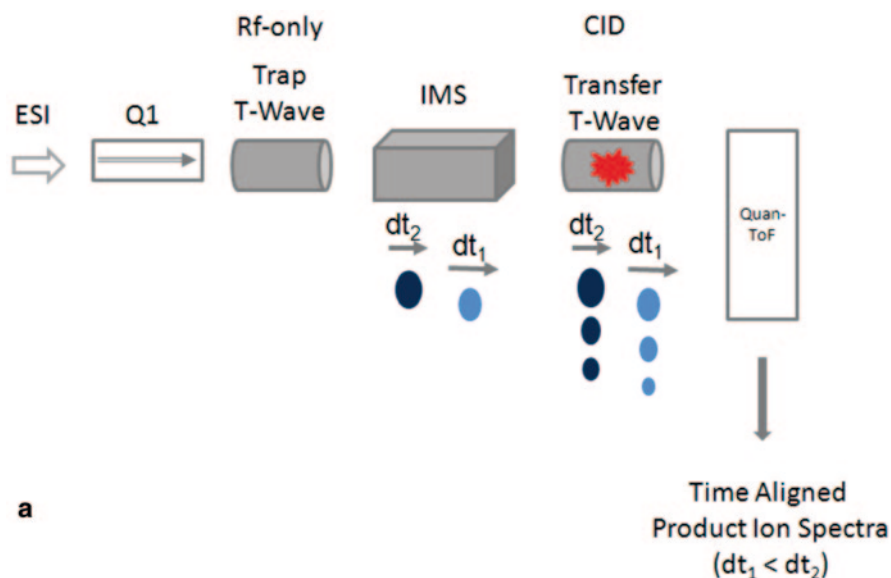 Rf-only
CID
Trap
T-Wave
IMS
Transfer
T-Wave
ESI
Q1
Quan-
ToF
dt₂
dt₁
dt₂
dt₁
a
Time Aligned
Product Ion Spectra
(dt₁ < dt₂)